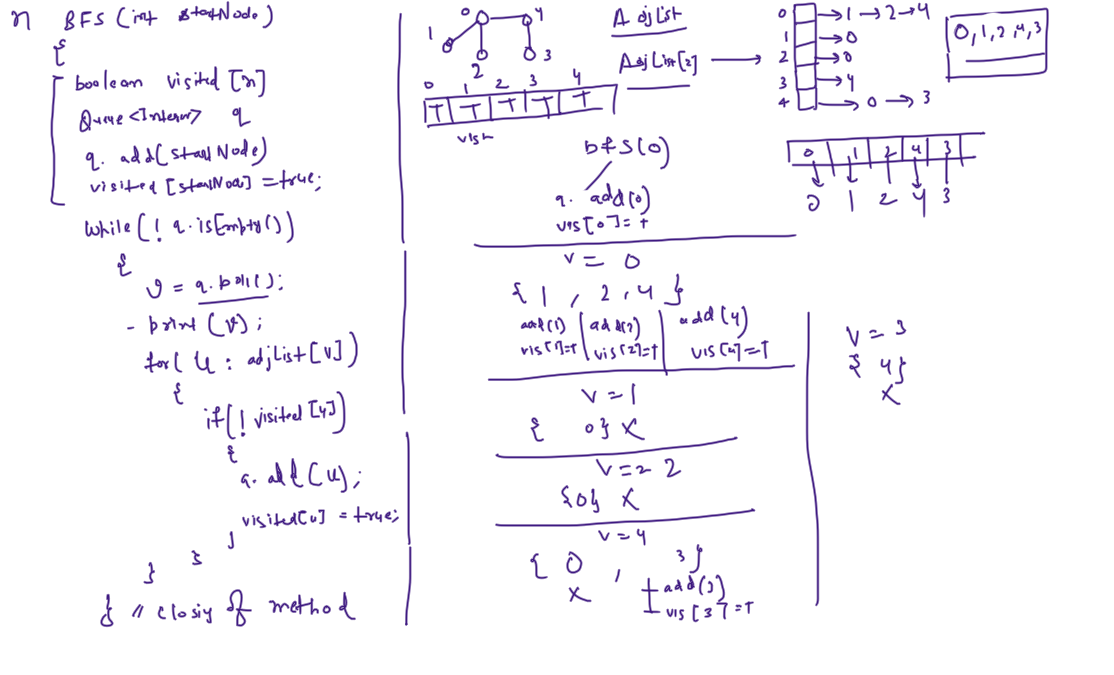 n BFS (int startNode)
{
boolean visited [n]
Queue <Integer> q
q. add(startNode)
visited [startNode] = true;
while (! q.isEmpty())
{
v = q.poll();
- print (v);
for( u : adjList[v])
{
if(! visited [u])
{
q. add(u);
visited[u] = true;
}
}
}
} // closing of method
0 4
1
2 3
0 1 2 3 4
T T T T T
vis
Adj List
Adj List[2]
0 → 1 → 2 → 4
1 → 0
2 → 0
3 → 4
4 → 0 → 3
0, 1, 2, 4, 3
0 1 2 4 3
0 1 2 4 3
bfs(0)
q. add(0)
vis[0] = T
v = 0
{ 1 , 2 , 4 }
add(1) add(2) add(4)
vis[1]=T vis[2]=T vis[4]=T
v = 1
{ 0} X
v = 2 2
{0} X
v = 4
{ 0 , 3 }
X add(3)
vis [3] = T
v = 3
{ 4}
X